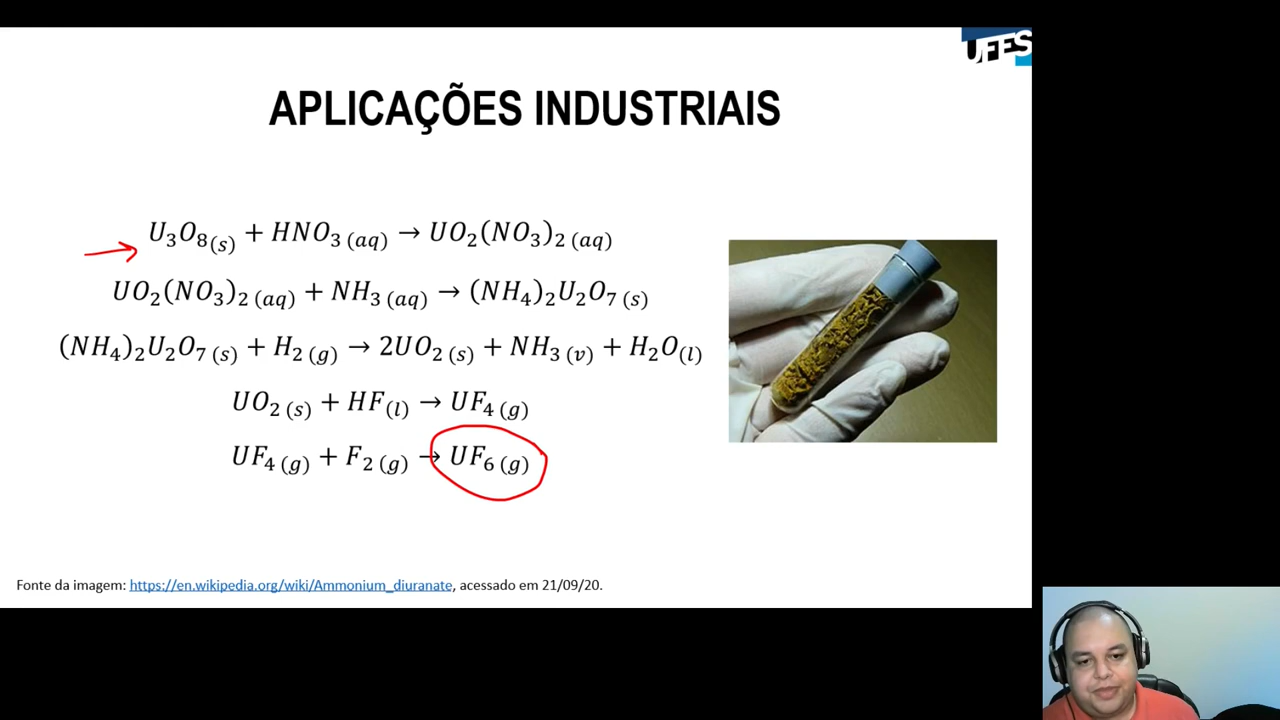 UFES
APLICAÇÕES INDUSTRIAIS
U₃O₈₍s₎ + HNO₃ ₍aq₎ → UO₂(NO₃)₂ ₍aq₎
UO₂(NO₃)₂ ₍aq₎ + NH₃ ₍aq₎ → (NH₄)₂U₂O₇ ₍s₎
(NH₄)₂U₂O₇ ₍s₎ + H₂ ₍g₎ → 2UO₂ ₍s₎ + NH₃ ₍v₎ + H₂O₍l₎
UO₂ ₍s₎ + HF₍l₎ → UF₄ ₍g₎
UF₄ ₍g₎ + F₂ ₍g₎ → UF₆ ₍g₎
Fonte da imagem: https://en.wikipedia.org/wiki/Ammonium_diuranate, acessado em 21/09/20.